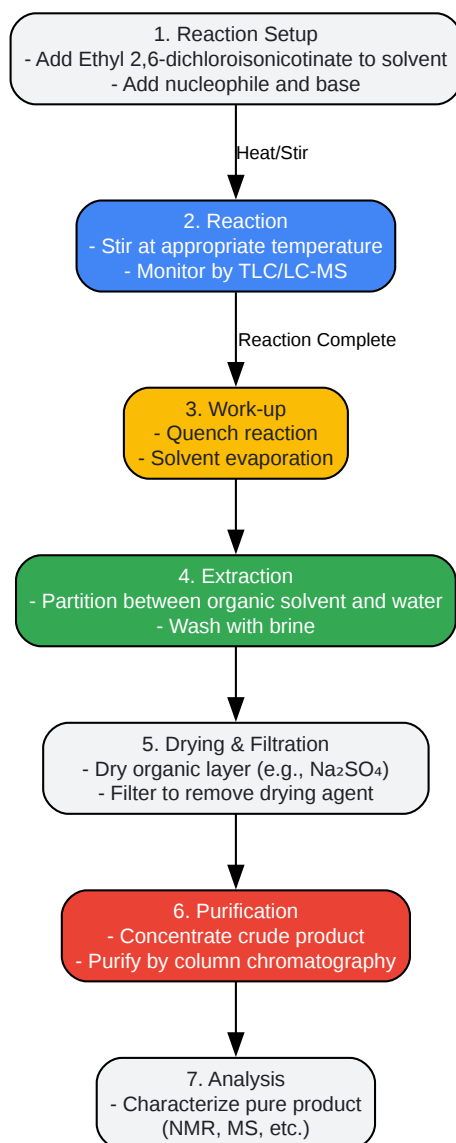 1. Reaction Setup
- Add Ethyl 2,6-dichloroisonicotinate to solvent
- Add nucleophile and base
Heat/Stir
2. Reaction
- Stir at appropriate temperature
- Monitor by TLC/LC-MS
Reaction Complete
3. Work-up
- Quench reaction
- Solvent evaporation
4. Extraction
- Partition between organic solvent and water
- Wash with brine
5. Drying & Filtration
- Dry organic layer (e.g., Na₂SO₄)
- Filter to remove drying agent
6. Purification
- Concentrate crude product
- Purify by column chromatography
7. Analysis
- Characterize pure product
(NMR, MS, etc.)